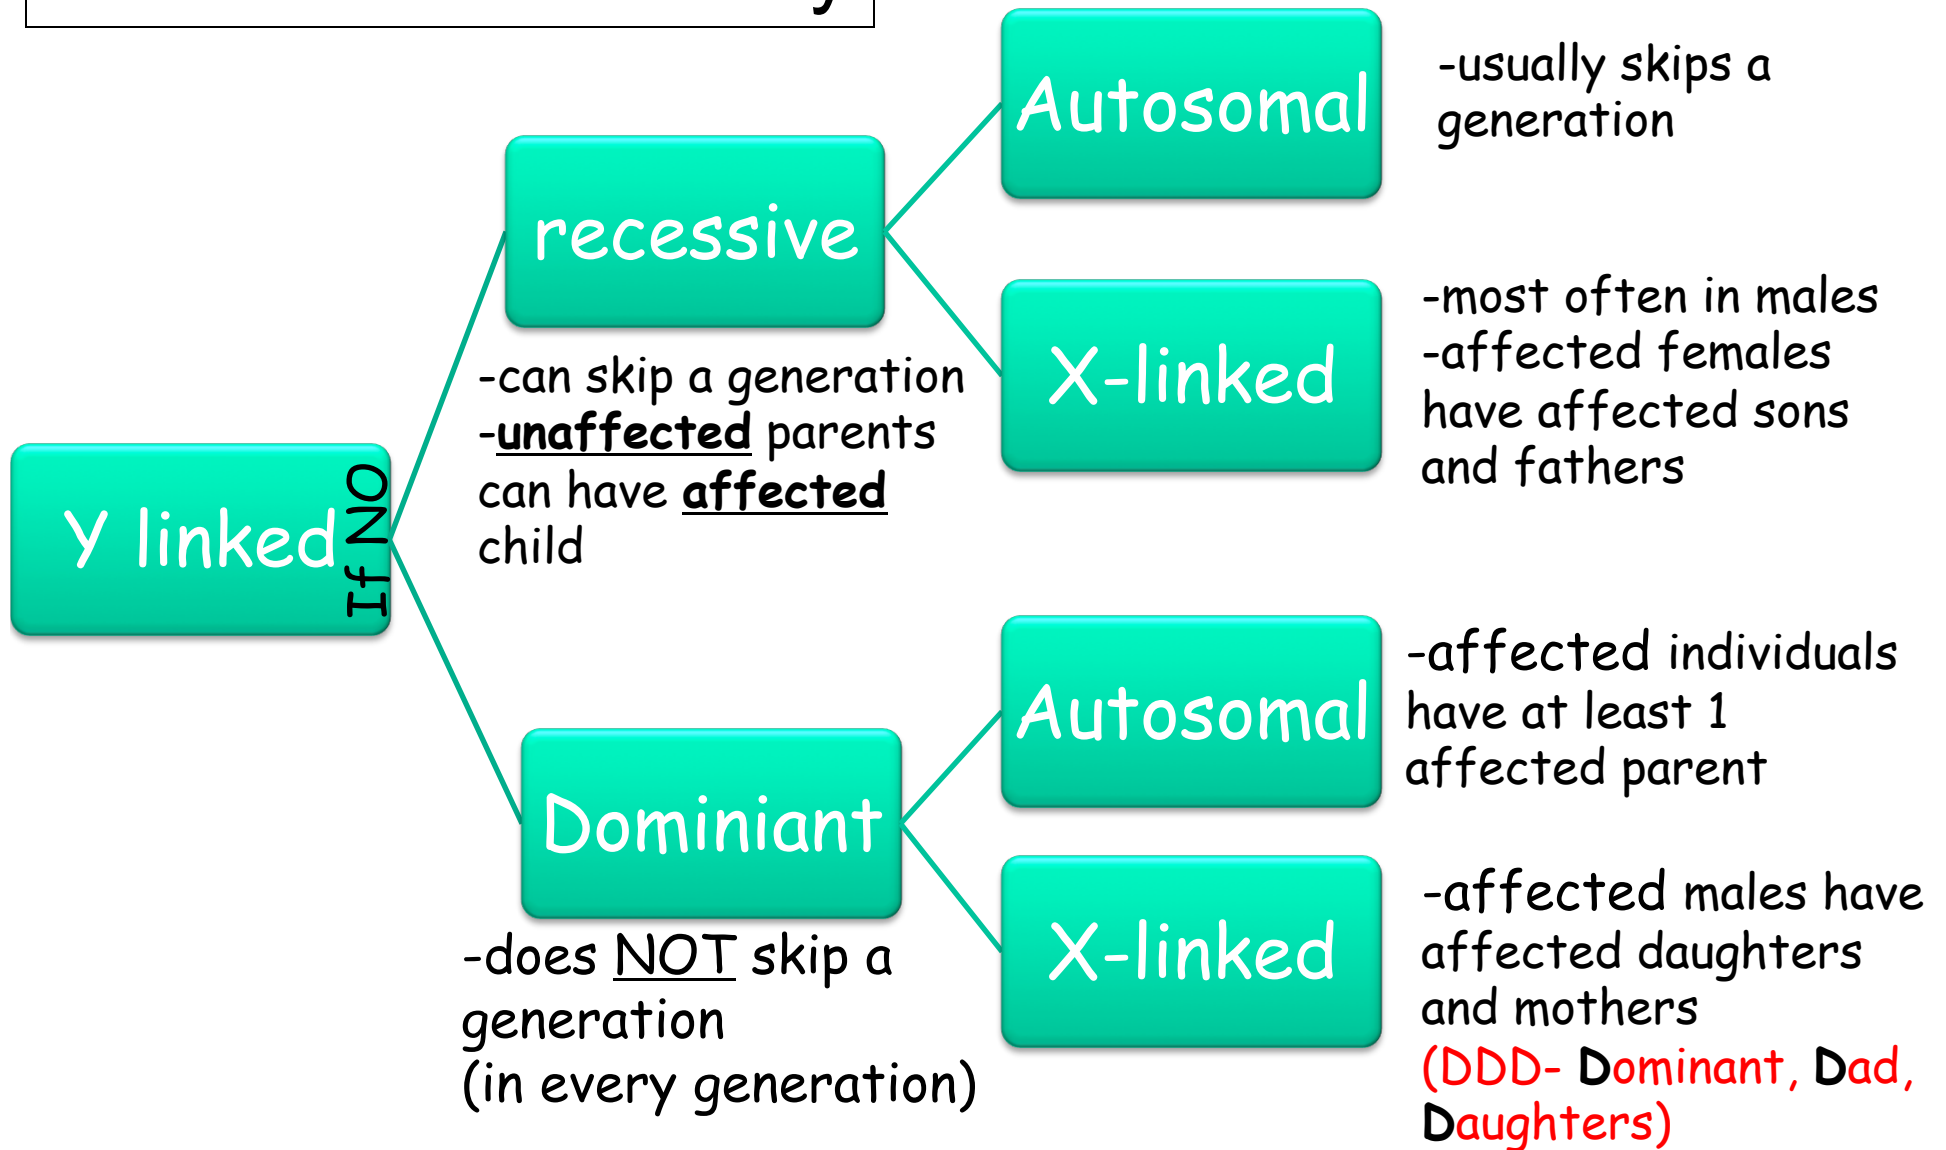 Autosomal
-usually skips a
generation
recessive
-can skip a generation
-unaffected parents
can have affected
child
X-linked
-most often in males
-affected females
have affected sons
and fathers
Y linked
If NO
Autosomal
-affected individuals
have at least 1
affected parent
Dominiant
-does NOT skip a
generation
(in every generation)
X-linked
-affected males have
affected daughters
and mothers
(DDD- Dominant, Dad,
Daughters)